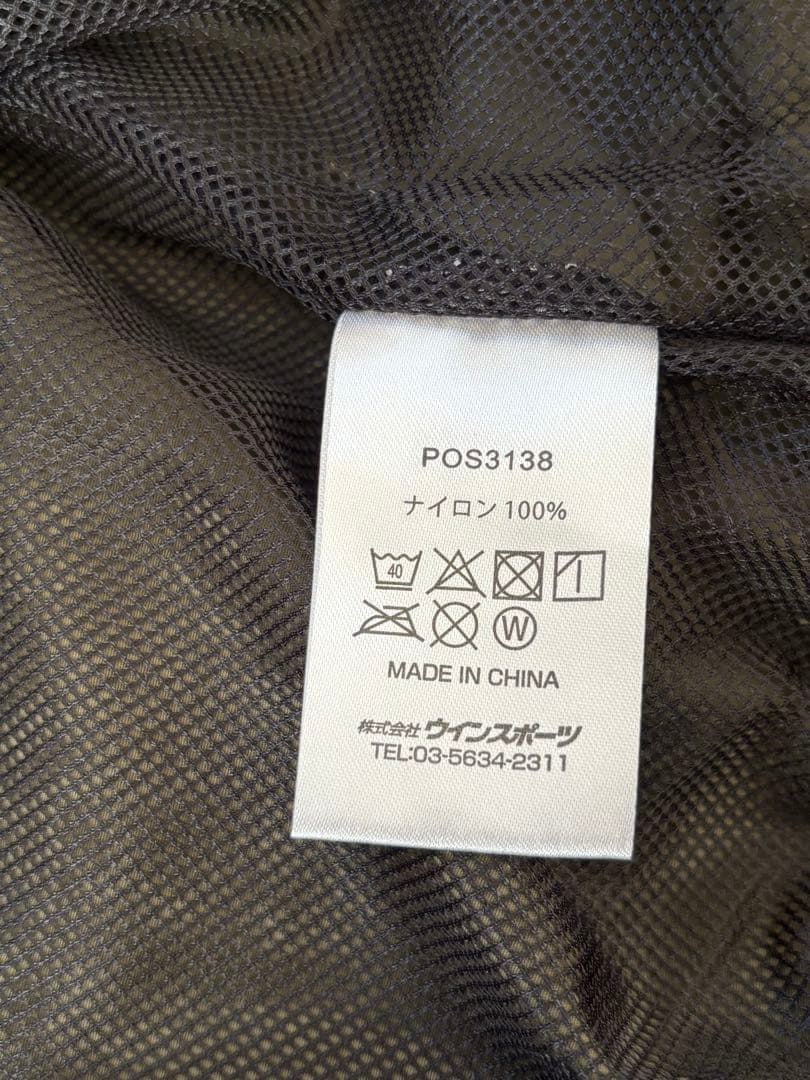 POS3138
ナイロン 100%
40
W
MADE IN CHINA
株式会社 ウインスポーツ
TEL:03-5634-2311